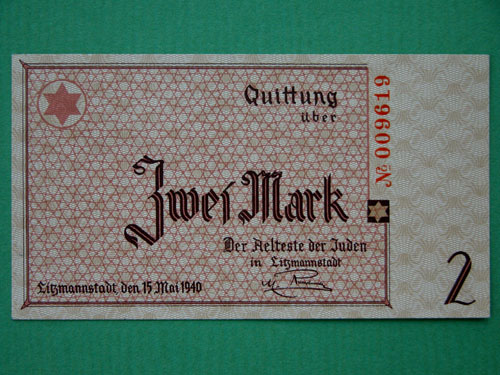 Quittung
über
№ 009619
Zwei Mark
Der Aelteste der Juden
in Litzmannstadt
Litzmannstadt, den 15 Mai 1940
2